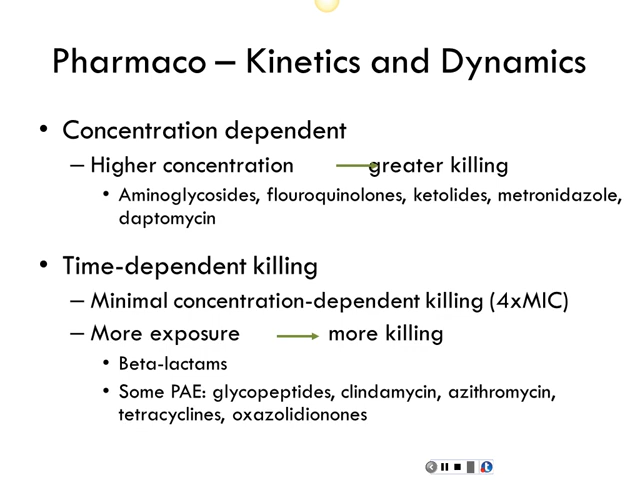 Pharmaco – Kinetics and Dynamics
• Concentration dependent
– Higher concentration greater killing
• Aminoglycosides, flouroquinolones, ketolides, metronidazole,
daptomycin
• Time-dependent killing
– Minimal concentration-dependent killing (4xMIC)
– More exposure more killing
• Beta-lactams
• Some PAE: glycopeptides, clindamycin, azithromycin,
tetracyclines, oxazolidionones